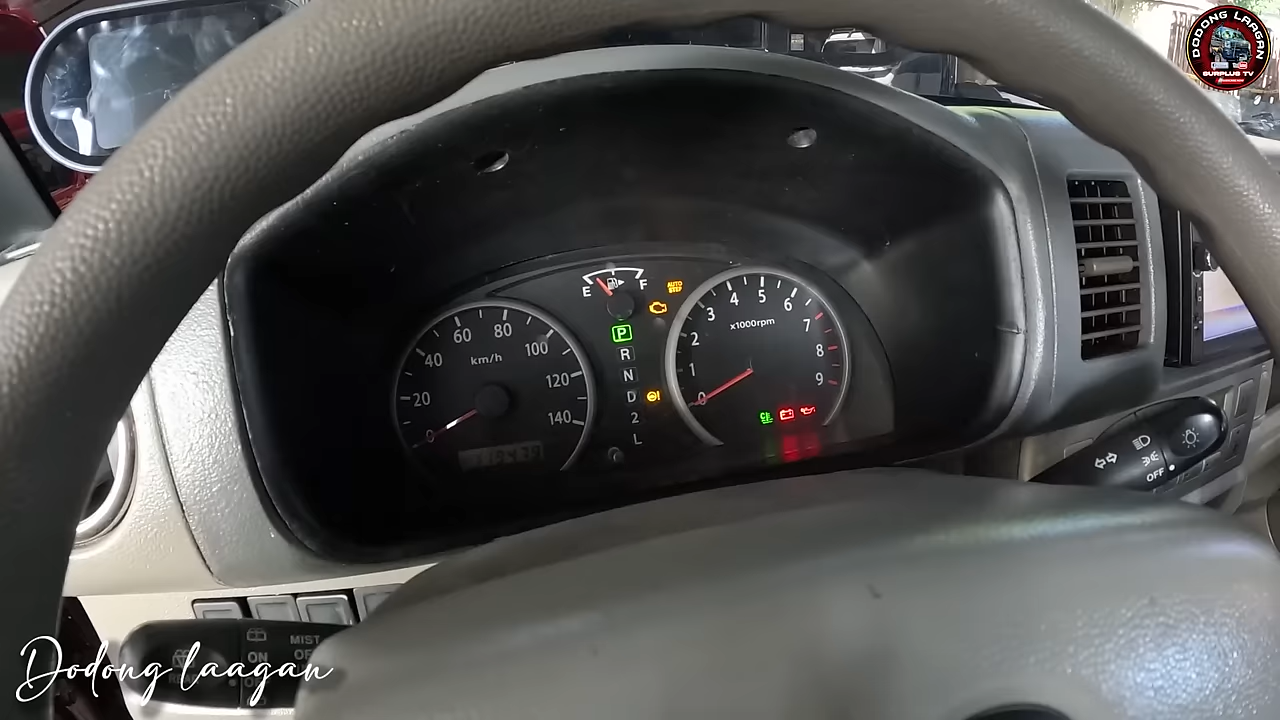 DODONG LAAGAN
SURPLUS TV
E F
AUTO
STEP
P
R
N
D
2
L
km/h
0
20
40
60
80
100
120
140
x1000rpm
0
1
2
3
4
5
6
7
8
9
OFF
MIST
ON
Dodong laagan